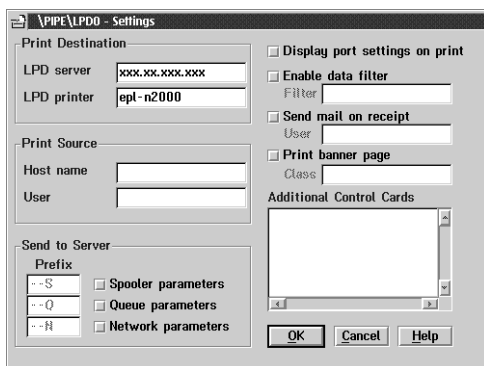 \PIPE\LPD0 - Settings
Print Destination
LPD server xxx.xx.xxx.xxx
LPD printer epl-n2000
Print Source
Host name
User
Send to Server
Prefix
--S Spooler parameters
--Q Queue parameters
--N Network parameters
Display port settings on print
Enable data filter
Filter
Send mail on receipt
User
Print banner page
Class
Additional Control Cards
OK Cancel Help